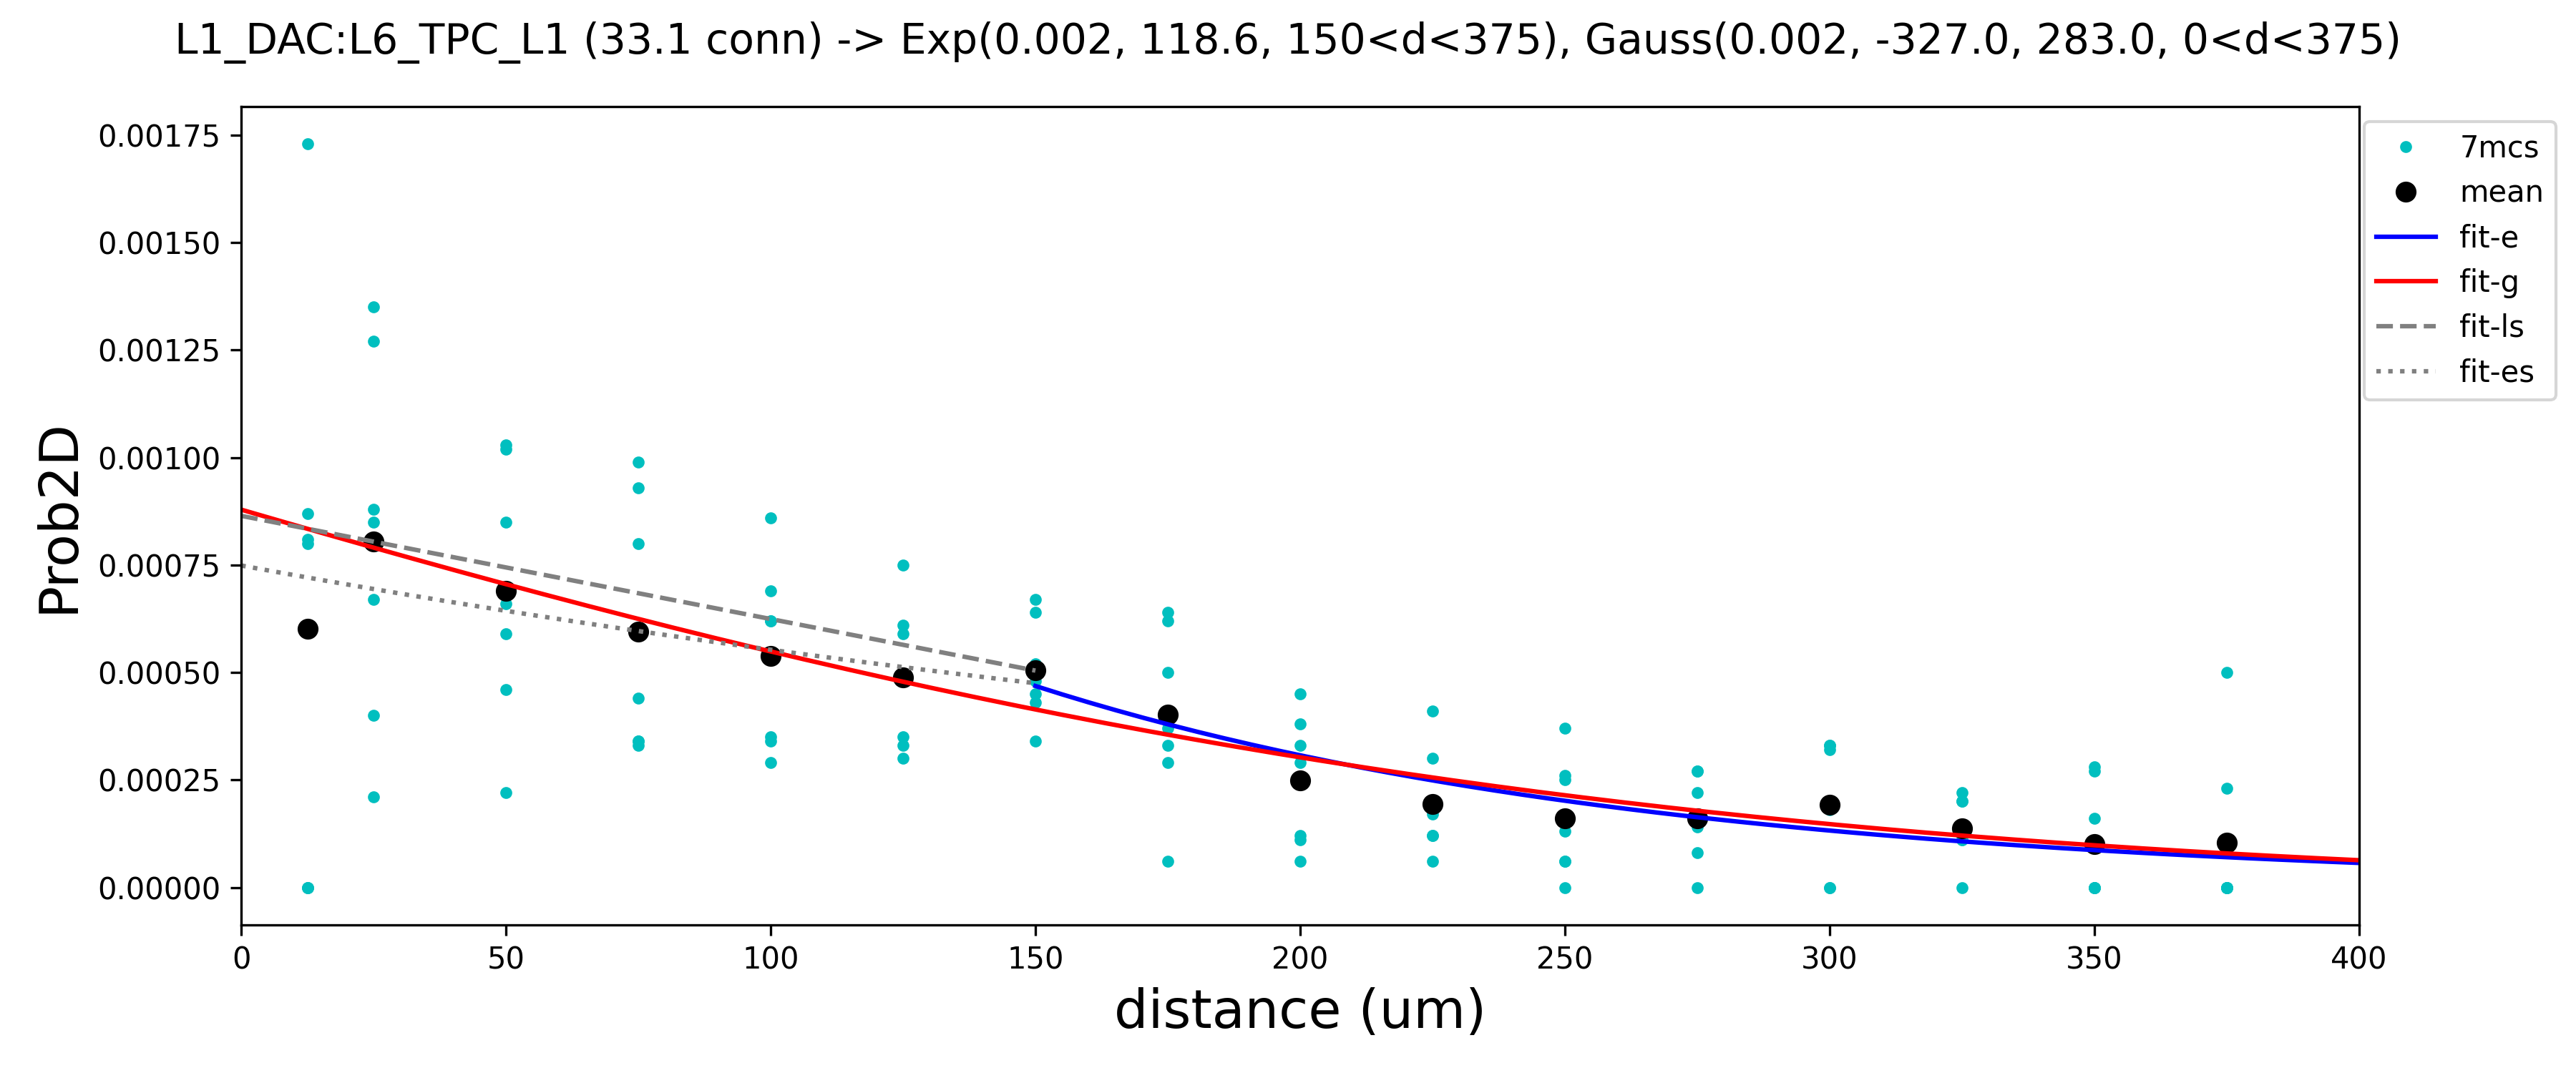 L1_DAC:L6_TPC_L1 (33.1 conn) -> Exp(0.002, 118.6, 150<d<375), Gauss(0.002, -327.0, 283.0, 0<d<375)
0.00175
0.00150
0.00125
0.00100
0.00075
0.00050
0.00025
0.00000
Prob2D
0 50 100 150 200 250 300 350 400
distance (um)
7mcs
mean
fit-e
fit-g
fit-ls
fit-es